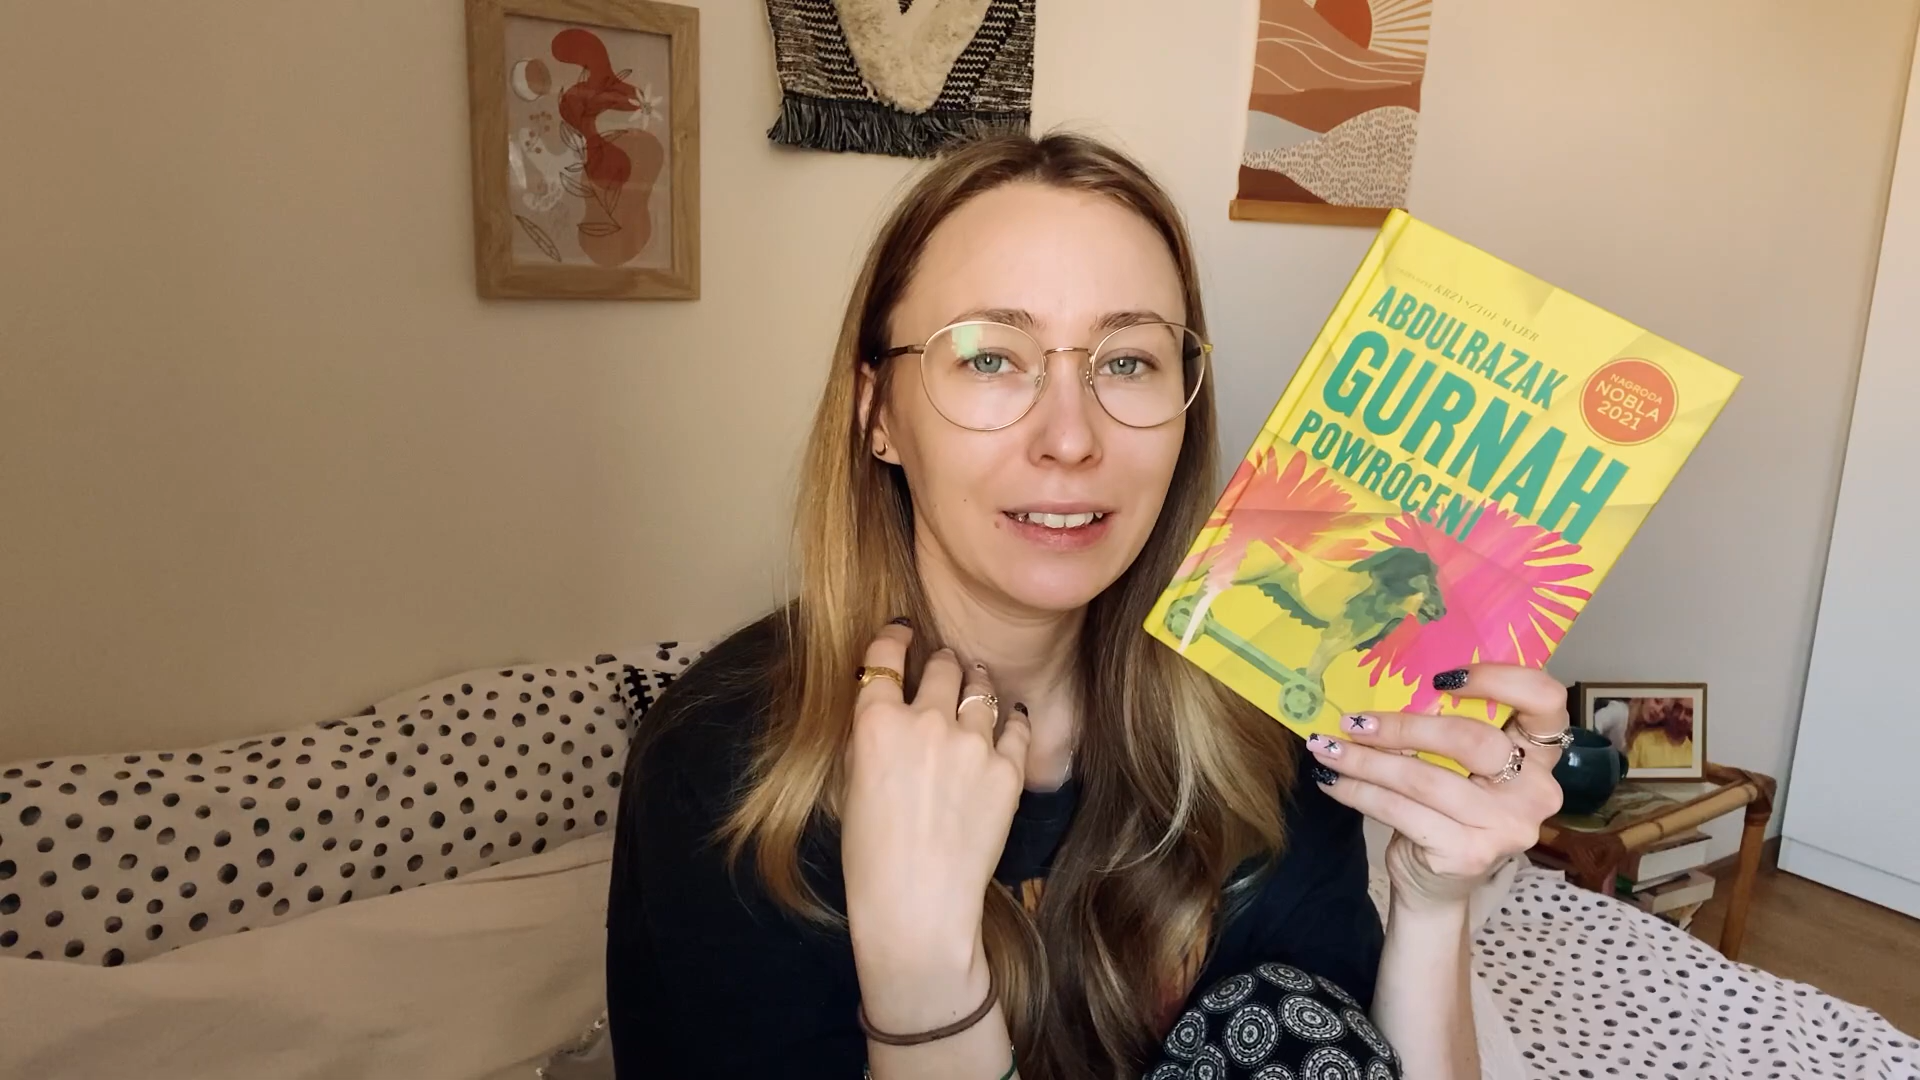 KRZYSZTOF MAJER
ABDULRAZAK
GURNAH
POWRÓCENI
NAGRODA
NOBLA
2021